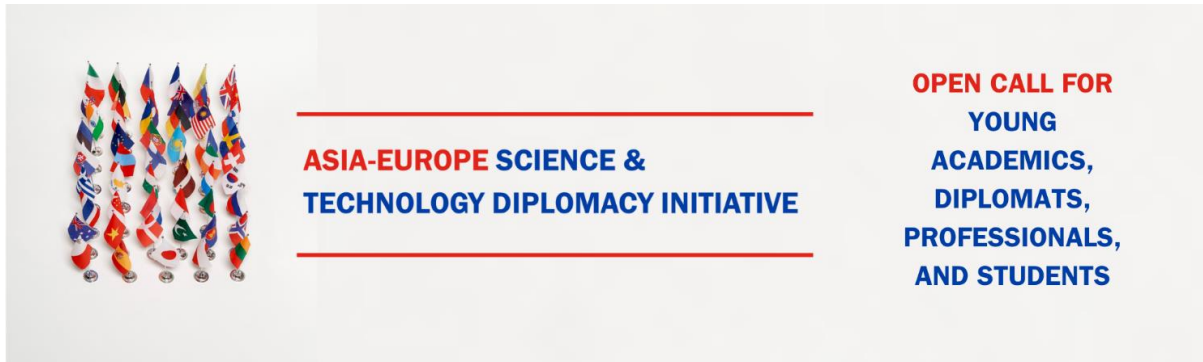 ASIA-EUROPE SCIENCE &
TECHNOLOGY DIPLOMACY INITIATIVE
OPEN CALL FOR
YOUNG
ACADEMICS,
DIPLOMATS,
PROFESSIONALS,
AND STUDENTS